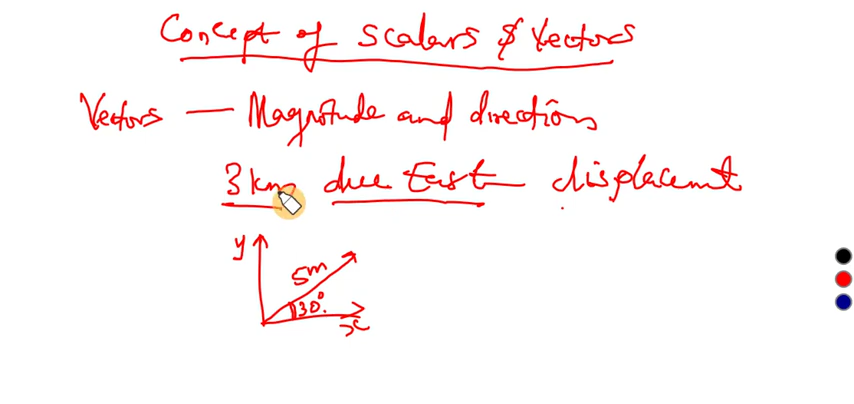 Concept of Scalars & Vectors
Vectors — Magnitude and directions
3 km due East displacement
y
5m
30°
x